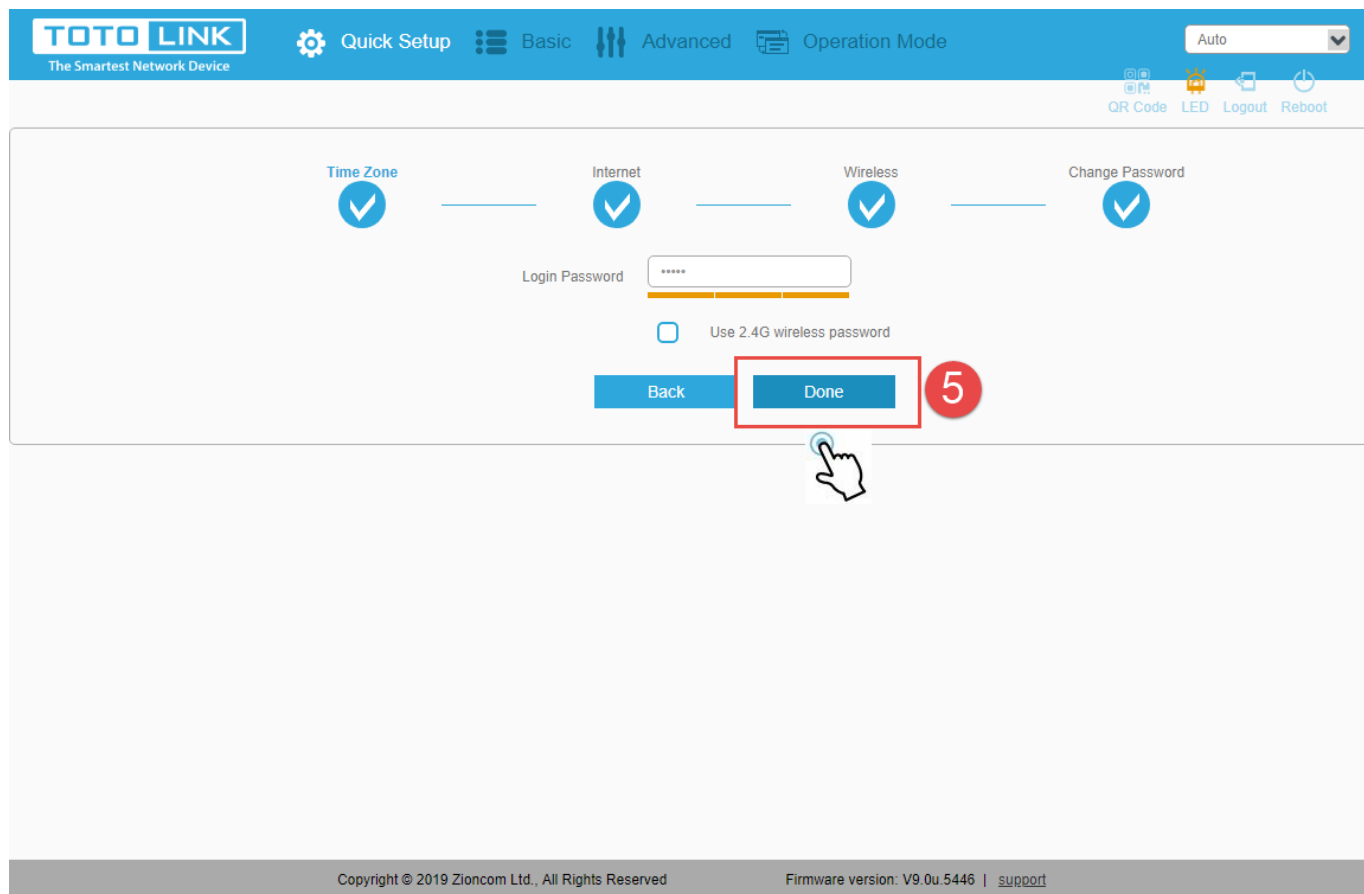 TOTO LINK
The Smartest Network Device
Quick Setup
Basic
Advanced
Operation Mode
Auto
QR Code
LED
Logout
Reboot
Time Zone
Internet
Wireless
Change Password
Login Password
•••••
Use 2.4G wireless password
Back
Done
5
Copyright © 2019 Zioncom Ltd., All Rights Reserved
Firmware version: V9.0u.5446 | support